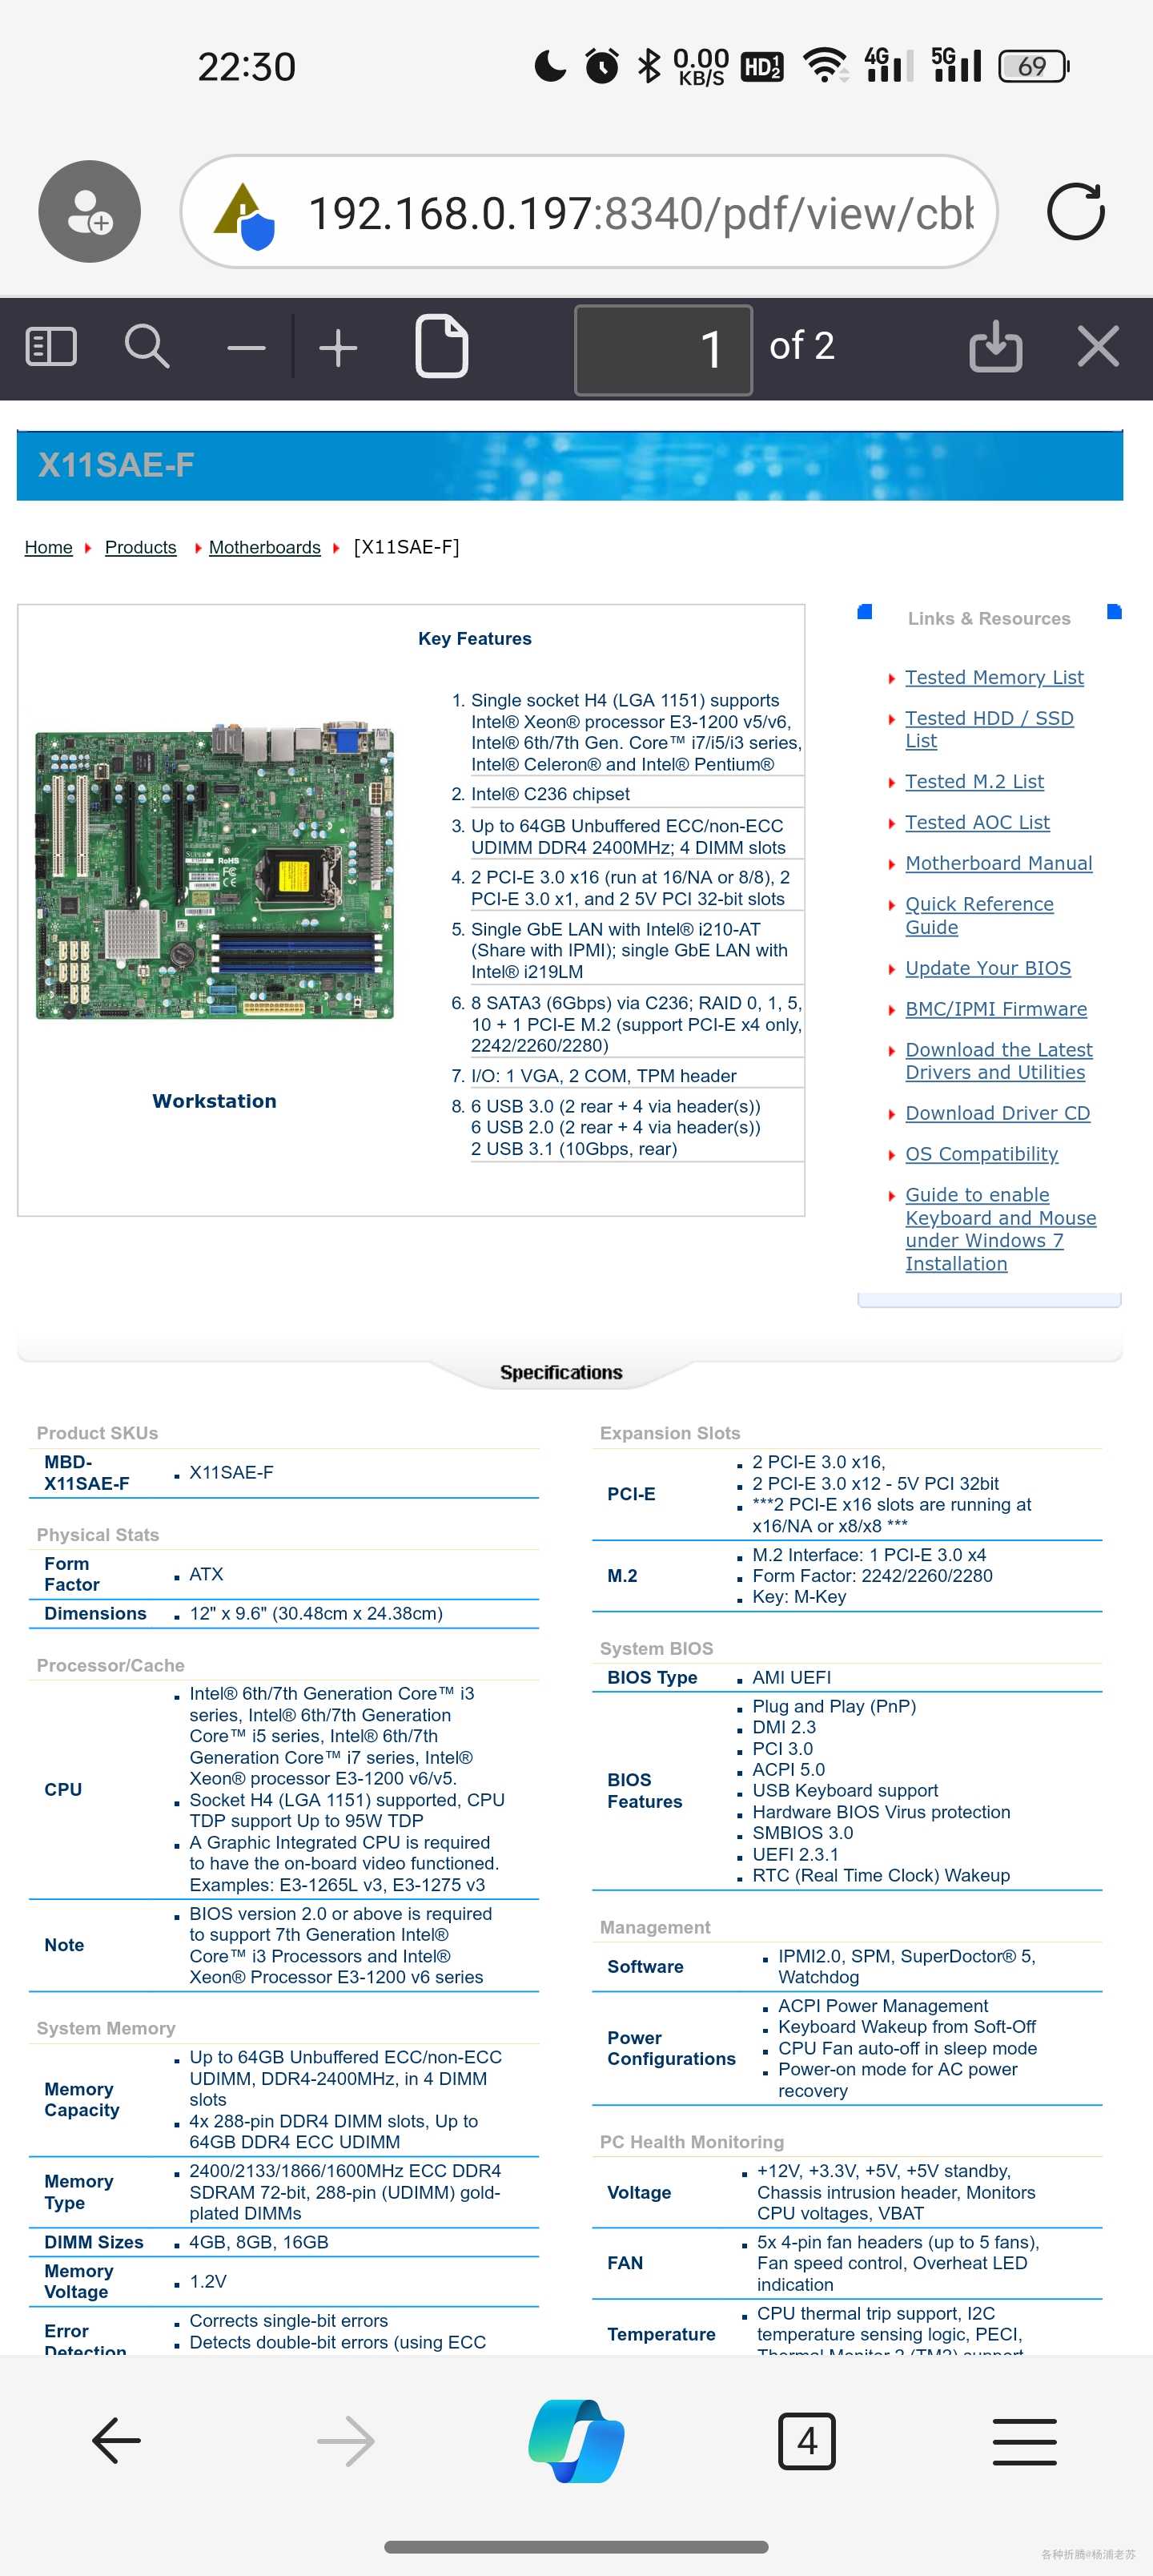 22:30
0.00
KB/S
HD 1 2
4G
5G
69
192.168.0.197:8340/pdf/view/cbb
1
of 2
X11SAE-F
Home
Products
Motherboards
[X11SAE-F]
Key Features
1. Single socket H4 (LGA 1151) supports
Intel® Xeon® processor E3-1200 v5/v6,
Intel® 6th/7th Gen. Core™ i7/i5/i3 series,
Intel® Celeron® and Intel® Pentium®
2. Intel® C236 chipset
3. Up to 64GB Unbuffered ECC/non-ECC
UDIMM DDR4 2400MHz; 4 DIMM slots
4. 2 PCI-E 3.0 x16 (run at 16/NA or 8/8), 2
PCI-E 3.0 x1, and 2 5V PCI 32-bit slots
5. Single GbE LAN with Intel® i210-AT
(Share with IPMI); single GbE LAN with
Intel® i219LM
6. 8 SATA3 (6Gbps) via C236; RAID 0, 1, 5,
10 + 1 PCI-E M.2 (support PCI-E x4 only,
2242/2260/2280)
7. I/O: 1 VGA, 2 COM, TPM header
8. 6 USB 3.0 (2 rear + 4 via header(s))
6 USB 2.0 (2 rear + 4 via header(s))
2 USB 3.1 (10Gbps, rear)
RoHS
Workstation
Links & Resources
Tested Memory List
Tested HDD / SSD
List
Tested M.2 List
Tested AOC List
Motherboard Manual
Quick Reference
Guide
Update Your BIOS
BMC/IPMI Firmware
Download the Latest
Drivers and Utilities
Download Driver CD
OS Compatibility
Guide to enable
Keyboard and Mouse
under Windows 7
Installation
Specifications
Product SKUs
MBD-
X11SAE-F
X11SAE-F
Physical Stats
Form
Factor
ATX
Dimensions
12" x 9.6" (30.48cm x 24.38cm)
Processor/Cache
CPU
Intel® 6th/7th Generation Core™ i3
series, Intel® 6th/7th Generation
Core™ i5 series, Intel® 6th/7th
Generation Core™ i7 series, Intel®
Xeon® processor E3-1200 v6/v5.
Socket H4 (LGA 1151) supported, CPU
TDP support Up to 95W TDP
A Graphic Integrated CPU is required
to have the on-board video functioned.
Examples: E3-1265L v3, E3-1275 v3
Note
BIOS version 2.0 or above is required
to support 7th Generation Intel®
Core™ i3 Processors and Intel®
Xeon® Processor E3-1200 v6 series
System Memory
Memory
Capacity
Up to 64GB Unbuffered ECC/non-ECC
UDIMM, DDR4-2400MHz, in 4 DIMM
slots
4x 288-pin DDR4 DIMM slots, Up to
64GB DDR4 ECC UDIMM
Memory
Type
2400/2133/1866/1600MHz ECC DDR4
SDRAM 72-bit, 288-pin (UDIMM) gold-
plated DIMMs
DIMM Sizes
4GB, 8GB, 16GB
Memory
Voltage
1.2V
Error
Detection
Corrects single-bit errors
Detects double-bit errors (using ECC
Expansion Slots
PCI-E
2 PCI-E 3.0 x16,
2 PCI-E 3.0 x12 - 5V PCI 32bit
***2 PCI-E x16 slots are running at
x16/NA or x8/x8 ***
M.2
M.2 Interface: 1 PCI-E 3.0 x4
Form Factor: 2242/2260/2280
Key: M-Key
System BIOS
BIOS Type
AMI UEFI
BIOS
Features
Plug and Play (PnP)
DMI 2.3
PCI 3.0
ACPI 5.0
USB Keyboard support
Hardware BIOS Virus protection
SMBIOS 3.0
UEFI 2.3.1
RTC (Real Time Clock) Wakeup
Management
Software
IPMI2.0, SPM, SuperDoctor® 5,
Watchdog
Power
Configurations
ACPI Power Management
Keyboard Wakeup from Soft-Off
CPU Fan auto-off in sleep mode
Power-on mode for AC power
recovery
PC Health Monitoring
Voltage
+12V, +3.3V, +5V, +5V standby,
Chassis intrusion header, Monitors
CPU voltages, VBAT
FAN
5x 4-pin fan headers (up to 5 fans),
Fan speed control, Overheat LED
indication
Temperature
CPU thermal trip support, I2C
temperature sensing logic, PECI,
Thermal Monitor 2 (TM2) support
4
各种折腾#杨浦老苏